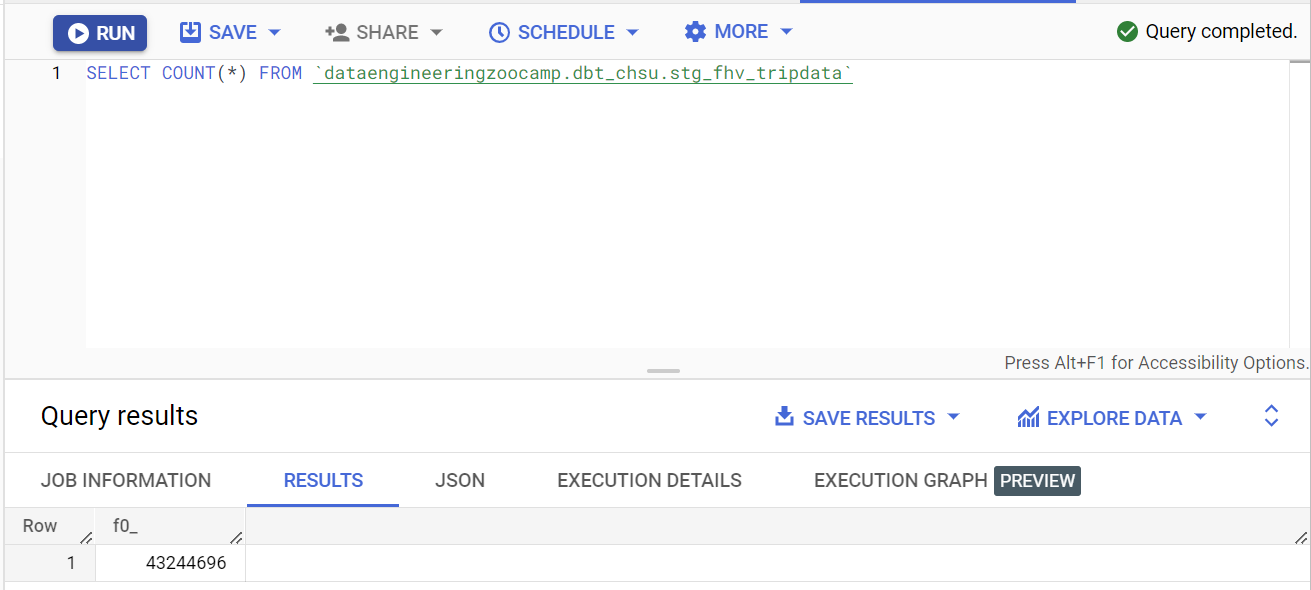 RUN SAVE SHARE SCHEDULE MORE Query completed.
1 SELECT COUNT(*) FROM `dataengineeringzoocamp.dbt_chsu.stg_fhv_tripdata`
Press Alt+F1 for Accessibility Options.
Query results SAVE RESULTS EXPLORE DATA
JOB INFORMATION RESULTS JSON EXECUTION DETAILS EXECUTION GRAPH PREVIEW
Row f0_
1 43244696